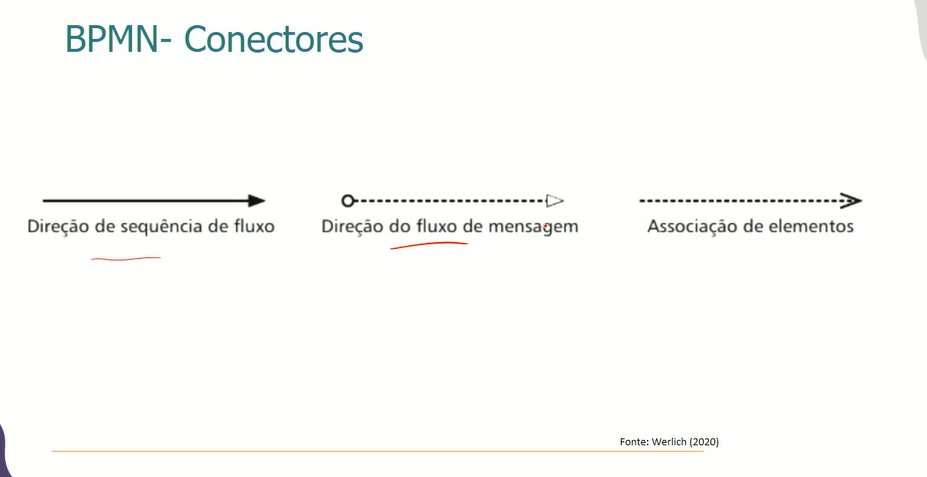 BPMN- Conectores
Direção de sequência de fluxo
Direção do fluxo de mensagem
Associação de elementos
Fonte: Werlich (2020)